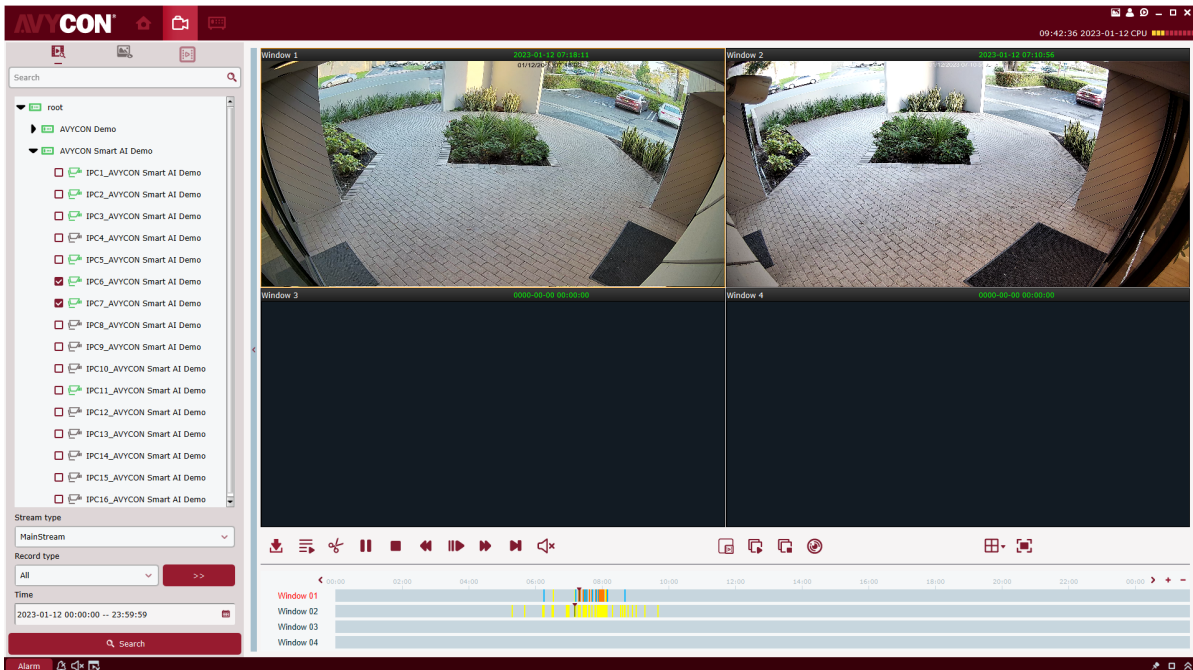 AVYCON
09:42:36 2023-01-12 CPU
Search
root
AVYCON Demo
AVYCON Smart AI Demo
IPC1_AVYCON Smart AI Demo
IPC2_AVYCON Smart AI Demo
IPC3_AVYCON Smart AI Demo
IPC4_AVYCON Smart AI Demo
IPC5_AVYCON Smart AI Demo
IPC6_AVYCON Smart AI Demo
IPC7_AVYCON Smart AI Demo
IPC8_AVYCON Smart AI Demo
IPC9_AVYCON Smart AI Demo
IPC10_AVYCON Smart AI Demo
IPC11_AVYCON Smart AI Demo
IPC12_AVYCON Smart AI Demo
IPC13_AVYCON Smart AI Demo
IPC14_AVYCON Smart AI Demo
IPC15_AVYCON Smart AI Demo
IPC16_AVYCON Smart AI Demo
Stream type
MainStream
Record type
All >>
Time
2023-01-12 00:00:00 -- 23:59:59
Search
Alarm
Window 1 2023-01-12 07:18:11
Window 2 2023-01-12 07:10:56
Window 3 0000-00-00 00:00:00
Window 4 0000-00-00 00:00:00
00:00 02:00 04:00 06:00 08:00 10:00 12:00 14:00 16:00 18:00 20:00 22:00 00:00
Window 01
Window 02
Window 03
Window 04